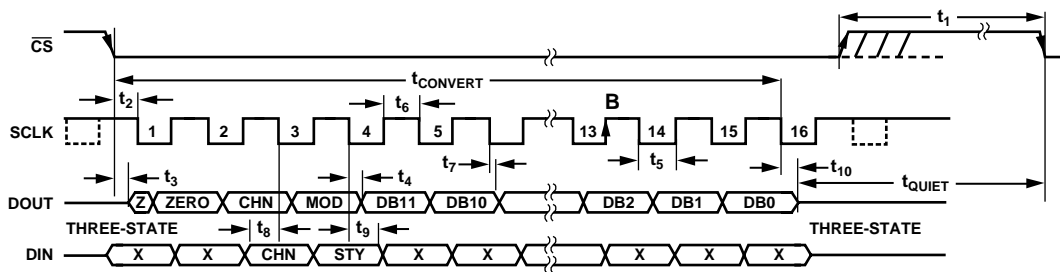 t1
CS
tCONVERT
t2 t6 B
SCLK 1 2 3 4 5 13 14 15 16
t7 t5 t10
t3 t4 tQUIET
DOUT Z ZERO CHN MOD DB11 DB10 DB2 DB1 DB0
THREE-STATE t8 t9 THREE-STATE
DIN X X CHN STY X X X X X